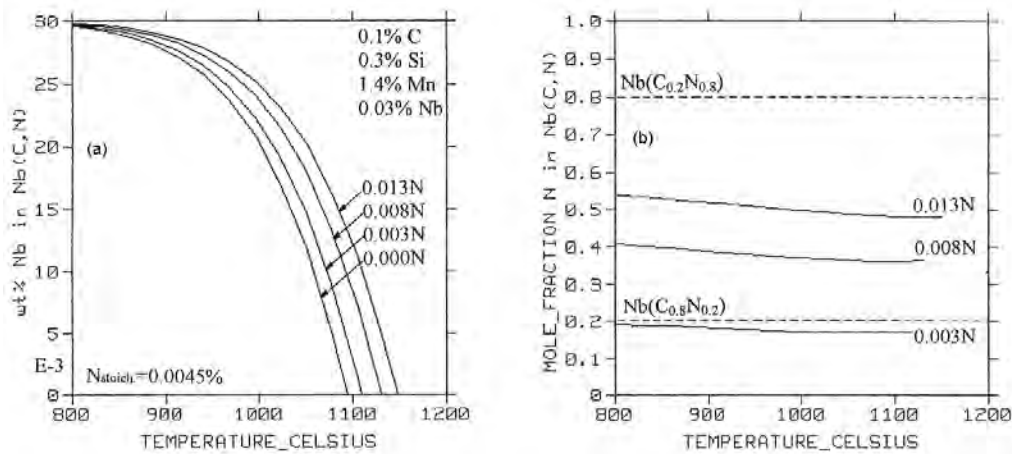 30
25
20
15
10
5
E-3
0
wt% Nb in Nb(C,N)
(a)
0.1% C
0.3% Si
1.4% Mn
0.03% Nb
0.013N
0.008N
0.003N
0.000N
Nstoich=0.0045%
800 900 1000 1100 1200
TEMPERATURE_CELSIUS
1.0
0.9
0.8
0.7
0.6
0.5
0.4
0.3
0.2
0.1
0
MOLE_FRACTION N in Nb(C,N)
Nb(C0.2N0.8)
(b)
0.013N
0.008N
Nb(C0.8N0.2)
0.003N
800 900 1000 1100 1200
TEMPERATURE_CELSIUS